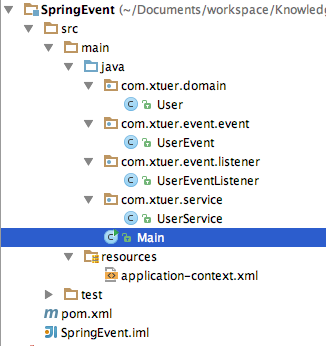 SpringEvent (~/Documents/workspace/Knowled
src
main
java
com.xtuer.domain
User
com.xtuer.event.event
UserEvent
com.xtuer.event.listener
UserEventListener
com.xtuer.service
UserService
Main
resources
application-context.xml
test
pom.xml
SpringEvent.iml